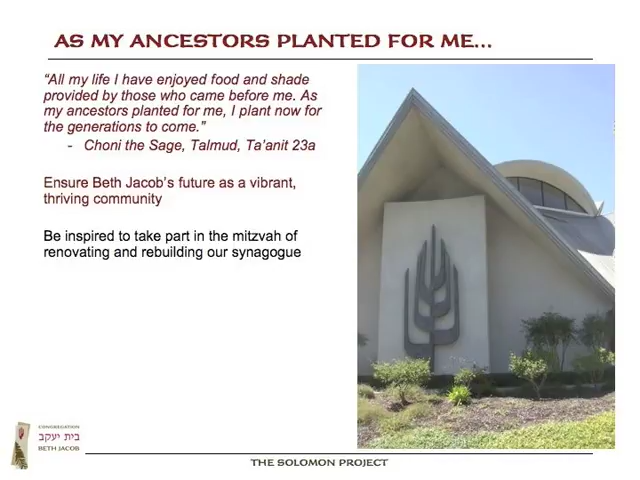 AS MY ANCESTORS PLANTED FOR ME...
"All my life I have enjoyed food and shade
provided by those who came before me. As
my ancestors planted for me, I plant now for
the generations to come."
- Choni the Sage, Talmud, Ta'anit 23a
Ensure Beth Jacob's future as a vibrant,
thriving community
Be inspired to take part in the mitzvah of
renovating and rebuilding our synagogue
CONGREGATION
בית יעקב
BETH JACOB
THE SOLOMON PROJECT